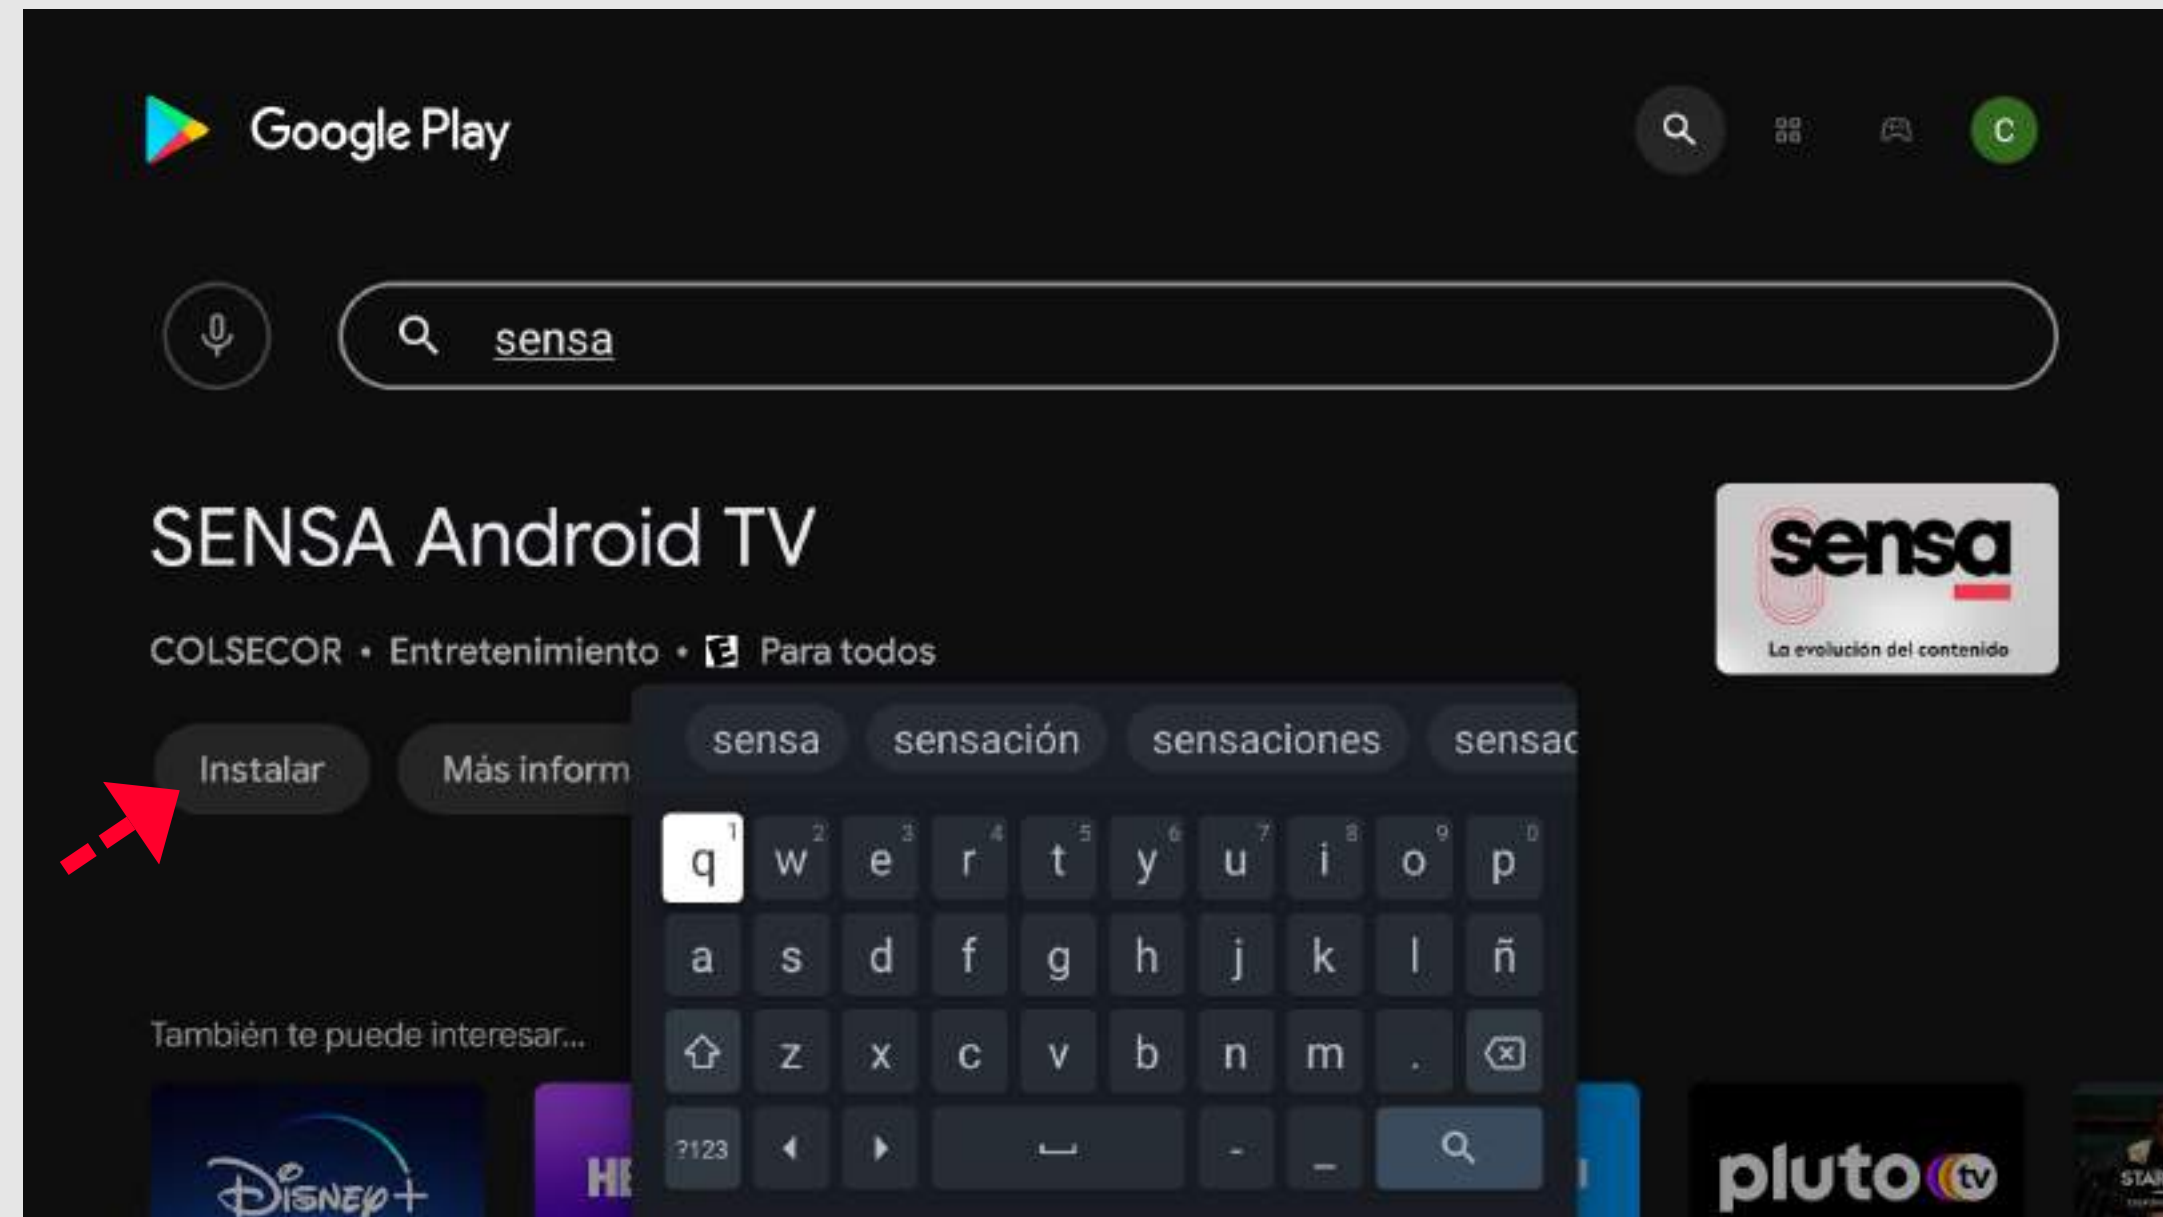 Google Play
C
sensa
SENSA Android TV
sensa
La evolución del contenido
COLSECOR • Entretenimiento • E Para todos
Instalar
Más inform
sensa sensación sensaciones sensac
q 1 w 2 e 3 r 4 t 5 y 6 u 7 i 8 o 9 p 0
a s d f g h j k l ñ
z x c v b n m .
?123 - _
También te puede interesar...
Disney+
HB
pluto tv
STAR